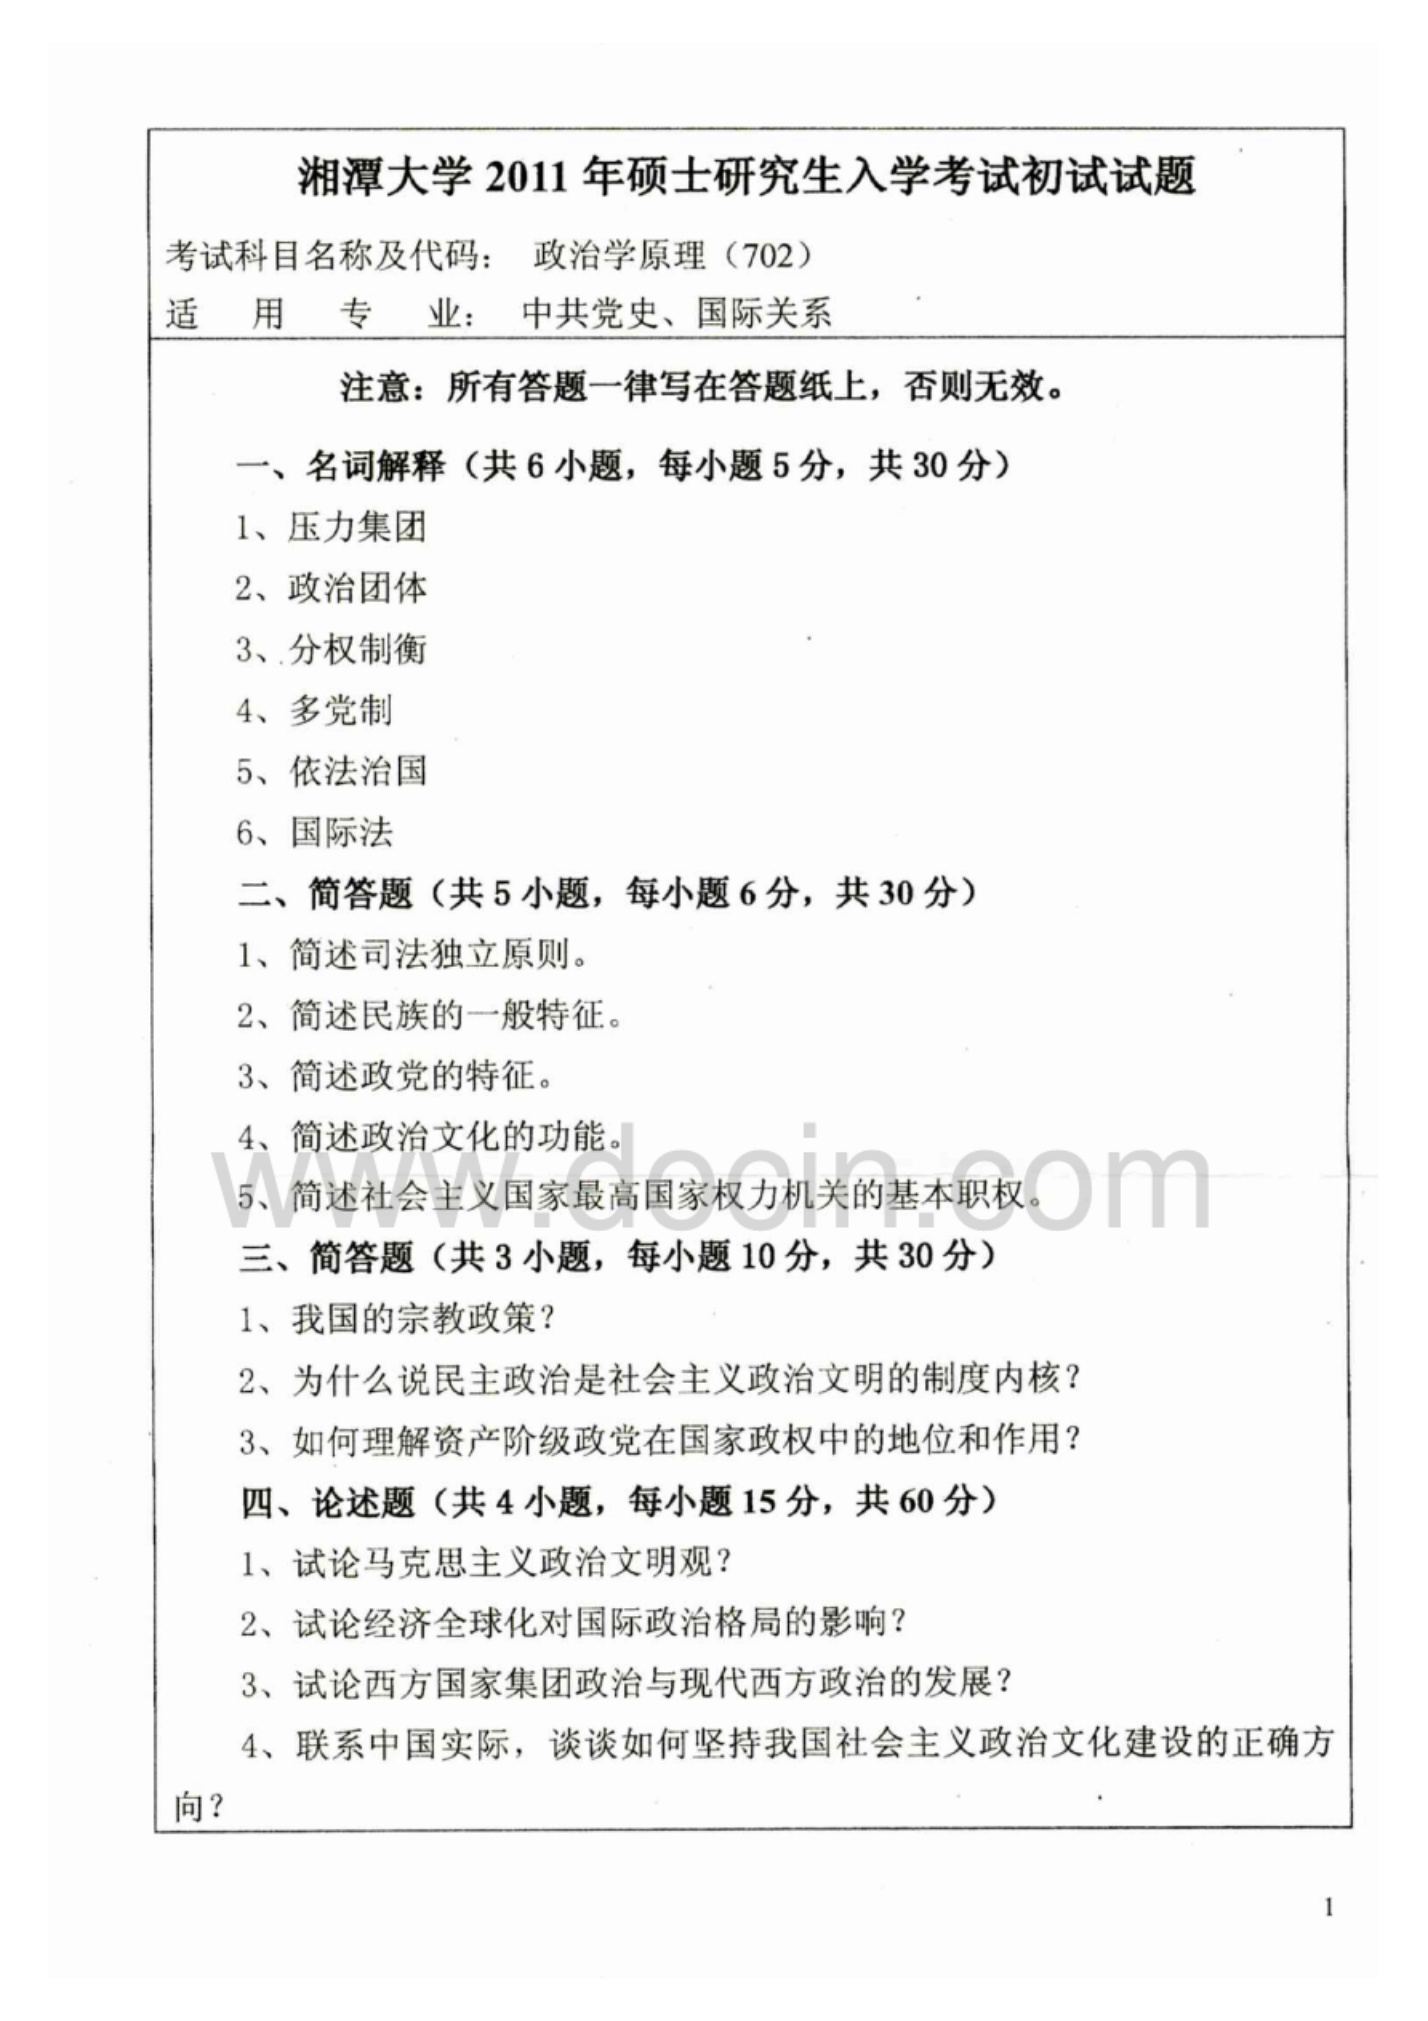 湘潭大学 2011 年硕士研究生入学考试初试试题
考试科目名称及代码： 政治学原理（702）
适 用 专 业： 中共党史、国际关系
注意：所有答题一律写在答题纸上，否则无效。
一、名词解释（共 6 小题，每小题 5 分，共 30 分）
1、压力集团
2、政治团体
3、分权制衡
4、多党制
5、依法治国
6、国际法
二、简答题（共 5 小题，每小题 6 分，共 30 分）
1、简述司法独立原则。
2、简述民族的一般特征。
3、简述政党的特征。
4、简述政治文化的功能。
www.docin.com
5、简述社会主义国家最高国家权力机关的基本职权。
三、简答题（共 3 小题，每小题 10 分，共 30 分）
1、我国的宗教政策？
2、为什么说民主政治是社会主义政治文明的制度内核？
3、如何理解资产阶级政党在国家政权中的地位和作用？
四、论述题（共 4 小题，每小题 15 分，共 60 分）
1、试论马克思主义政治文明观？
2、试论经济全球化对国际政治格局的影响？
3、试论西方国家集团政治与现代西方政治的发展？
4、联系中国实际，谈谈如何坚持我国社会主义政治文化建设的正确方
向？
1